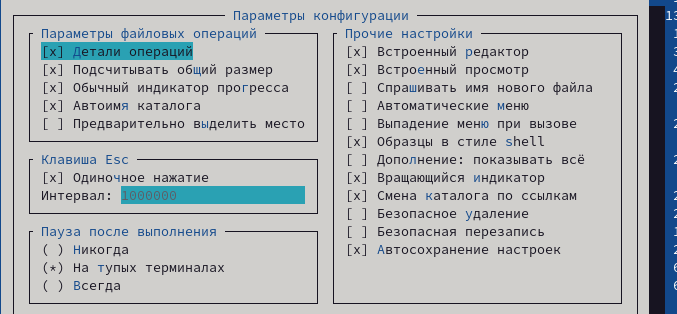 Параметры конфигурации
Параметры файловых операций
[x] Детали операций
[x] Подсчитывать общий размер
[x] Обычный индикатор прогресса
[x] Автоимя каталога
[ ] Предварительно выделить место
Клавиша Esc
[x] Одиночное нажатие
Интервал: 1000000
Пауза после выполнения
( ) Никогда
(*) На тупых терминалах
( ) Всегда
Прочие настройки
[x] Встроенный редактор
[x] Встроенный просмотр
[ ] Спрашивать имя нового файла
[ ] Автоматические меню
[ ] Выпадение меню при вызове
[x] Образцы в стиле shell
[ ] Дополнение: показывать всё
[x] Вращающийся индикатор
[x] Смена каталога по ссылкам
[ ] Безопасное удаление
[ ] Безопасная перезапись
[x] Автосохранение настроек